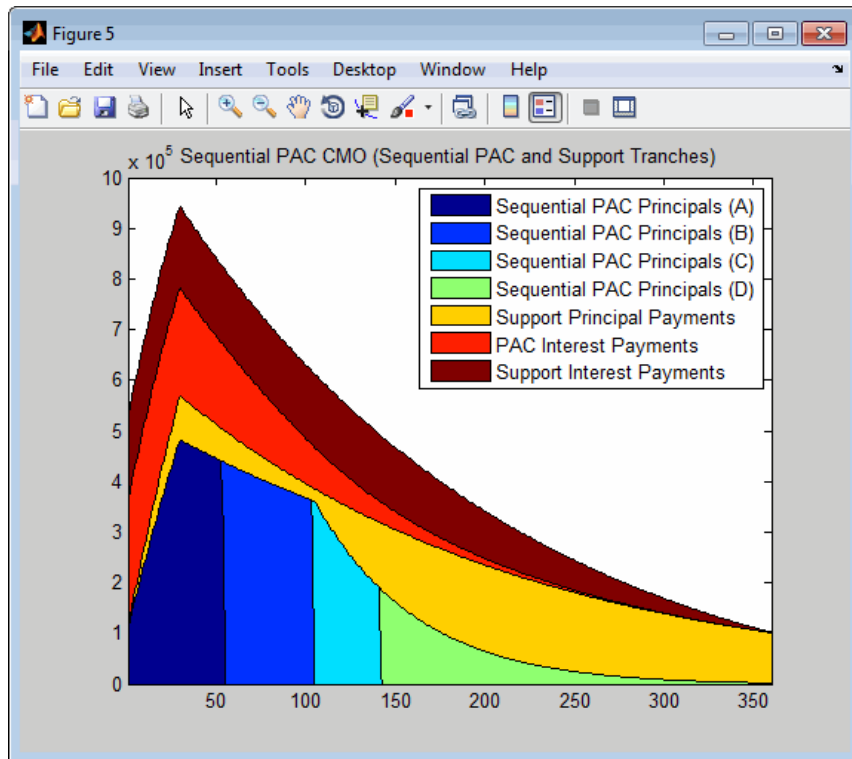 Figure 5
File Edit View Insert Tools Desktop Window Help
x 10^5 Sequential PAC CMO (Sequential PAC and Support Tranches)
10
9
8
7
6
5
4
3
2
1
0
Sequential PAC Principals (A)
Sequential PAC Principals (B)
Sequential PAC Principals (C)
Sequential PAC Principals (D)
Support Principal Payments
PAC Interest Payments
Support Interest Payments
50 100 150 200 250 300 350